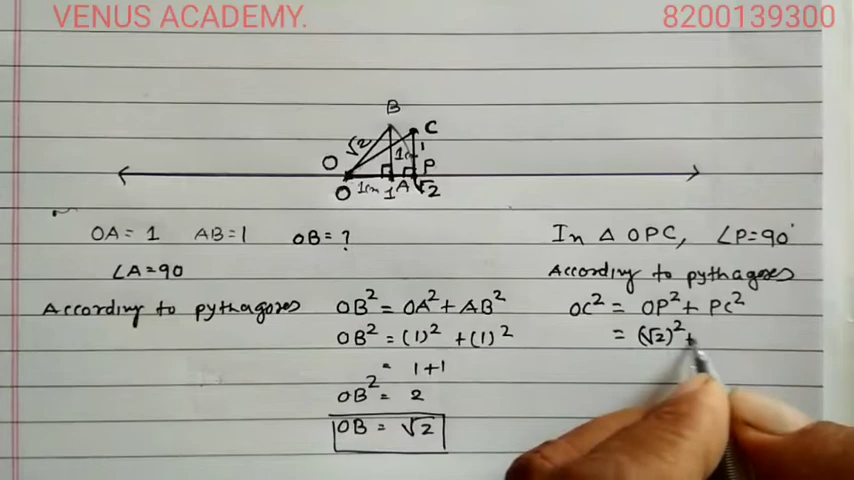 VENUS ACADEMY. 8200139300
B
√2 C
O 1cm 1 P
O 1cm 1 A √2
OA = 1 AB = 1 OB = ?
∠A = 90
According to pythagores
OB² = OA² + AB²
OB² = (1)² + (1)²
= 1+1
OB² = 2
OB = √2
In △ OPC, ∠P = 90°
According to pythagores
OC² = OP² + PC²
= (√2)² +